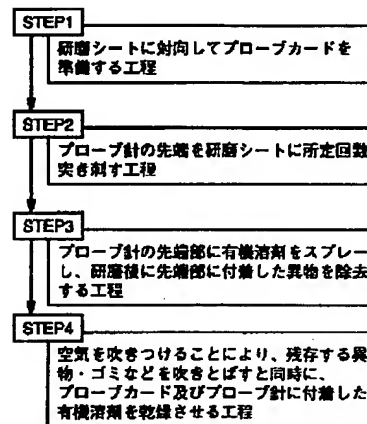 STEP1
研磨シートに対向してプローブカードを
準備する工程
STEP2
プローブ針の先端を研磨シートに所定回数
突き刺す工程
STEP3
プローブ針の先端部に有機溶剤をスプレー
し、研磨後に先端部に付着した異物を除去
する工程
STEP4
空気を吹きつけることにより、残存する異
物・ゴミなどを吹きとばすと同時に、
プローブカード及びプローブ針に付着した
有機溶剤を乾燥させる工程